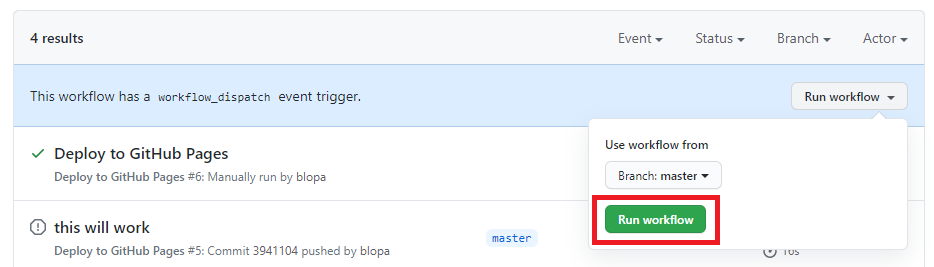 4 results
Event
Status
Branch
Actor
This workflow has a workflow_dispatch event trigger.
Run workflow
Use workflow from
Branch: master
Run workflow
Deploy to GitHub Pages
Deploy to GitHub Pages #6: Manually run by blopa
this will work
Deploy to GitHub Pages #5: Commit 3941104 pushed by blopa
master
16s